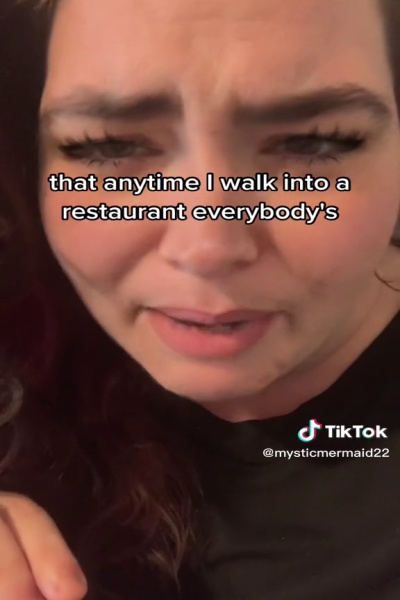 that anytime I walk into a
restaurant everybody's
TikTok
@mysticmermaid22